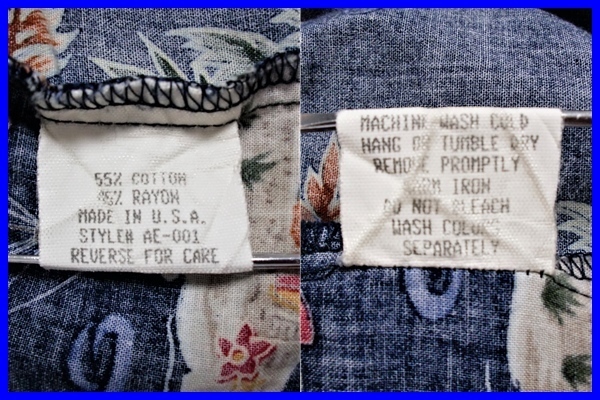 55% COTTON
45% RAYON
MADE IN U.S.A.
STYLE# AE-001
REVERSE FOR CARE
MACHINE WASH COLD
HANG OR TUMBLE DRY
REMOVE PROMPTLY
WARM IRON
DO NOT BLEACH
WASH COLORS
SEPARATELY